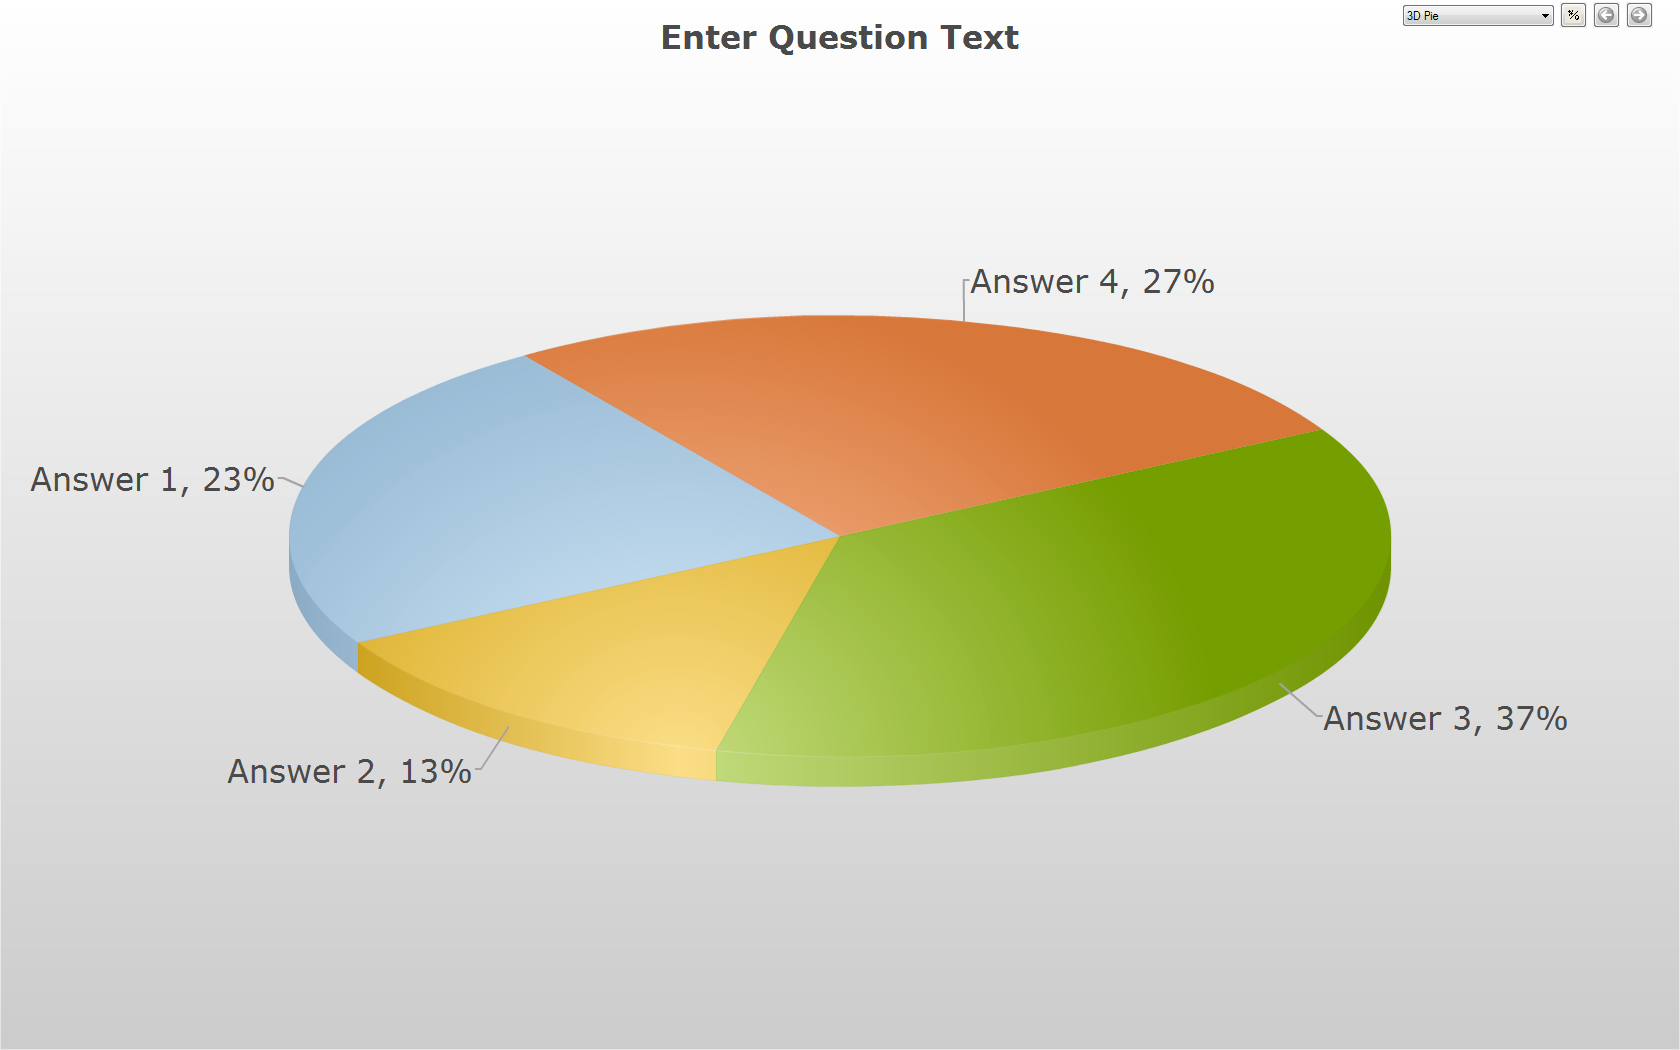 3D Pie
%
Enter Question Text
Answer 4, 27%
Answer 1, 23%
Answer 3, 37%
Answer 2, 13%